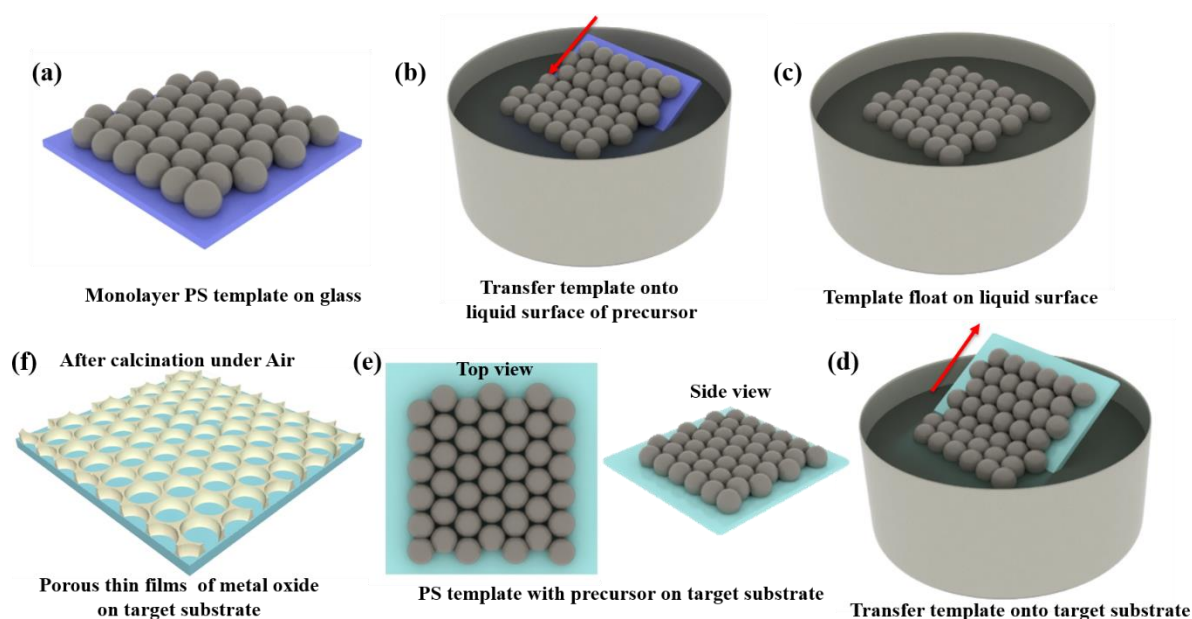 (a)
Monolayer PS template on glass
(b)
Transfer template onto
liquid surface of precursor
(c)
Template float on liquid surface
(d)
Transfer template onto target substrate
(e)
Top view
Side view
PS template with precursor on target substrate
(f)
After calcination under Air
Porous thin films of metal oxide
on target substrate